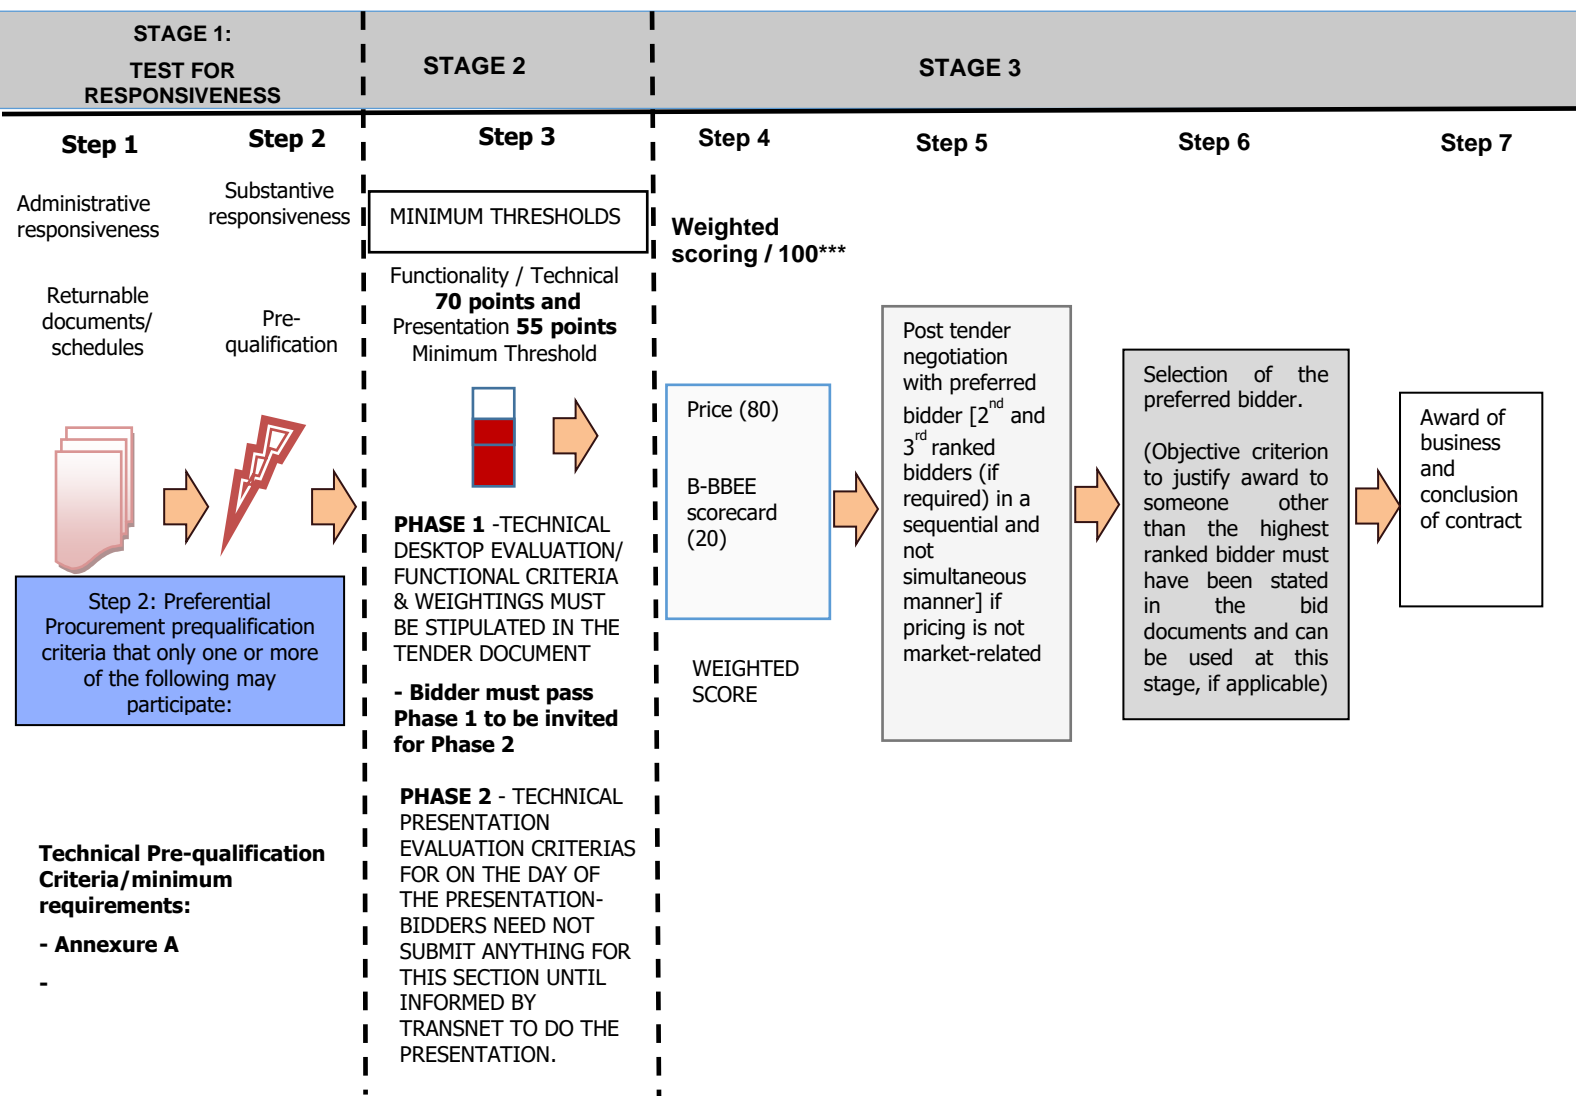 STAGE 1:
TEST FOR
RESPONSIVENESS
STAGE 2
STAGE 3
Step 1
Administrative
responsiveness
Returnable
documents/
schedules
Step 2
Substantive
responsiveness
Pre-
qualification
Step 2: Preferential
Procurement prequalification
criteria that only one or more
of the following may
participate:
Technical Pre-qualification
Criteria/minimum
requirements:
- Annexure A
-
Step 3
MINIMUM THRESHOLDS
Functionality / Technical
70 points and
Presentation 55 points
Minimum Threshold
PHASE 1 -TECHNICAL
DESKTOP EVALUATION/
FUNCTIONAL CRITERIA
& WEIGHTINGS MUST
BE STIPULATED IN THE
TENDER DOCUMENT
- Bidder must pass
Phase 1 to be invited
for Phase 2
PHASE 2 - TECHNICAL
PRESENTATION
EVALUATION CRITERIAS
FOR ON THE DAY OF
THE PRESENTATION-
BIDDERS NEED NOT
SUBMIT ANYTHING FOR
THIS SECTION UNTIL
INFORMED BY
TRANSNET TO DO THE
PRESENTATION.
Step 4
Weighted
scoring / 100***
Price (80)
B-BBEE
scorecard
(20)
WEIGHTED
SCORE
Step 5
Post tender
negotiation
with preferred
bidder [2nd and
3rd ranked
bidders (if
required) in a
sequential and
not
simultaneous
manner] if
pricing is not
market-related
Step 6
Selection of the
preferred bidder.
(Objective criterion
to justify award to
someone other
than the highest
ranked bidder must
have been stated
in the bid
documents and can
be used at this
stage, if applicable)
Step 7
Award of
business
and
conclusion
of contract